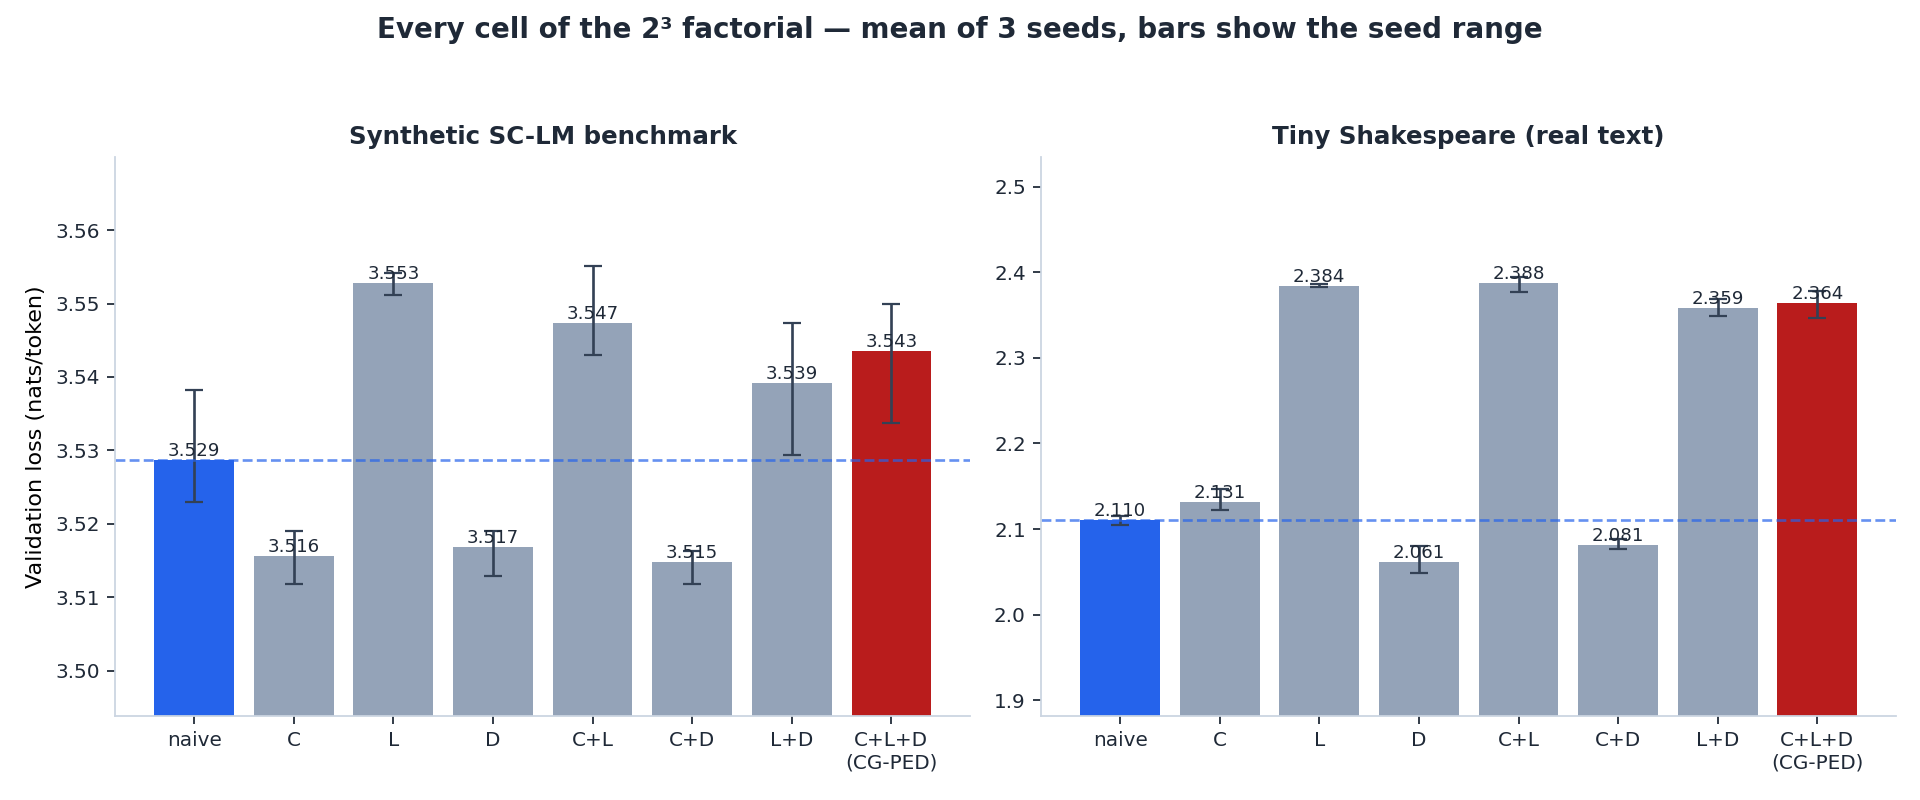 Every cell of the 2³ factorial — mean of 3 seeds, bars show the seed range
Synthetic SC-LM benchmark
Validation loss (nats/token)
3.56
3.55
3.54
3.53
3.52
3.51
3.50
3.529
3.516
3.553
3.517
3.547
3.515
3.539
3.543
naive
C
L
D
C+L
C+D
L+D
C+L+D
(CG-PED)
Tiny Shakespeare (real text)
2.5
2.4
2.3
2.2
2.1
2.0
1.9
2.110
2.131
2.384
2.061
2.388
2.081
2.359
2.364
naive
C
L
D
C+L
C+D
L+D
C+L+D
(CG-PED)